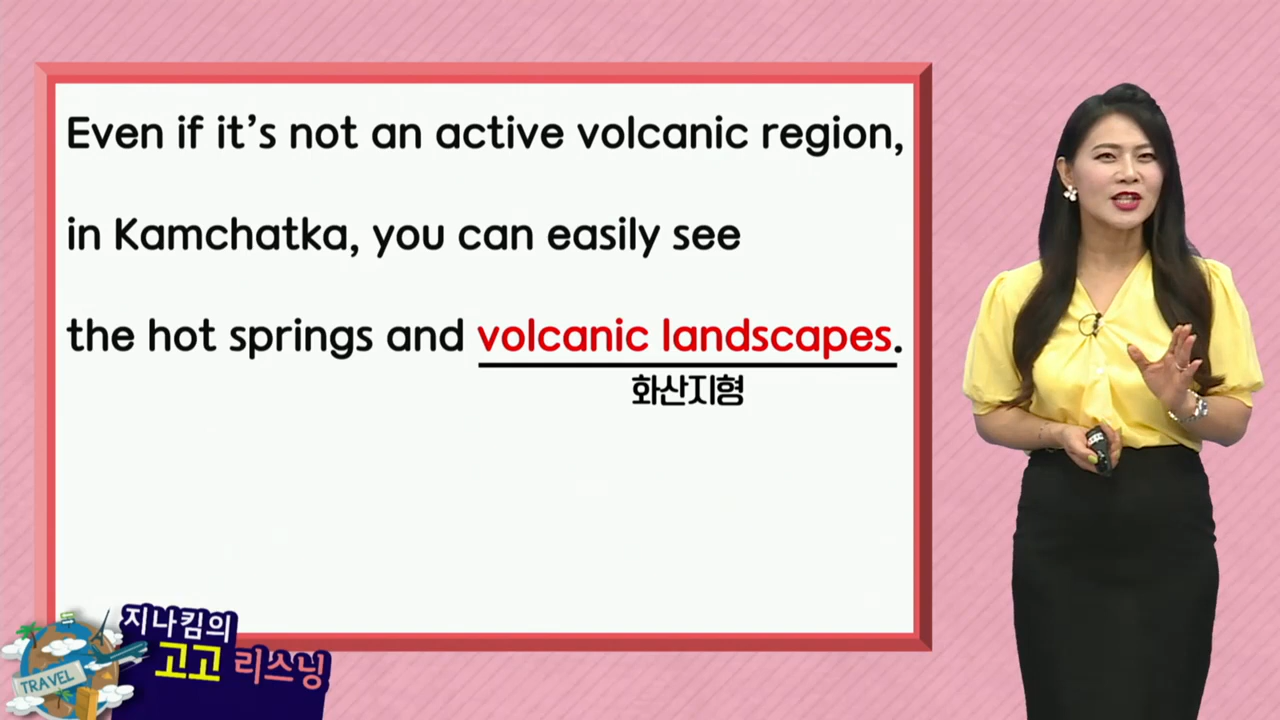 Even if it’s not an active volcanic region,
in Kamchatka, you can easily see
the hot springs and volcanic landscapes.
화산지형
지나킴의
고고 리스닝
TRAVEL